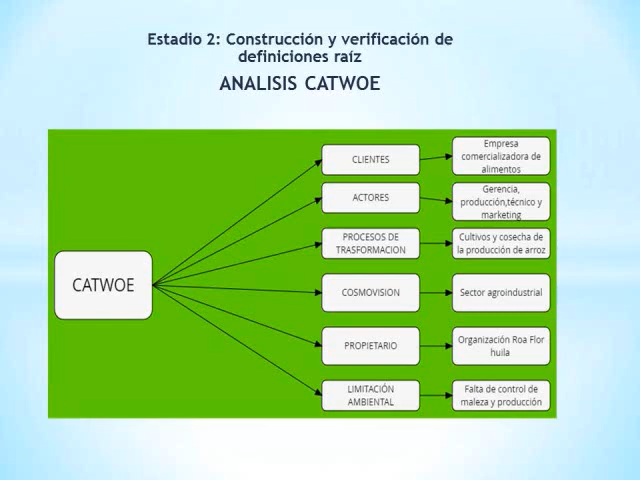 Estadio 2: Construcción y verificación de
definiciones raíz
ANALISIS CATWOE
CATWOE
CLIENTES
Empresa
comercializadora de
alimentos
ACTORES
Gerencia,
producción,técnico y
marketing
PROCESOS DE
TRASFORMACION
Cultivos y cosecha de
la producción de arroz
COSMOVISION
Sector agroindustrial
PROPIETARIO
Organización Roa Flor
huila
LIMITACIÓN
AMBIENTAL
Falta de control de
maleza y producción